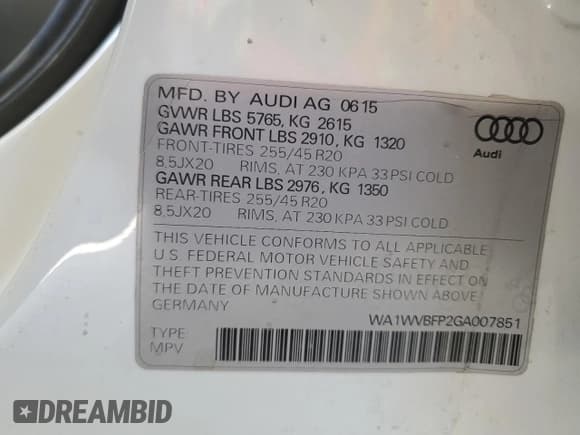 MFD. BY AUDI AG 0615
GVWR LBS 5765, KG 2615
GAWR FRONT LBS 2910, KG 1320
FRONT-TIRES 255/45 R20
8,5JX20 RIMS, AT 230 KPA 33 PSI COLD
GAWR REAR LBS 2976, KG 1350
REAR-TIRES 255/45 R20
8,5JX20 RIMS, AT 230 KPA 33 PSI COLD
Audi
THIS VEHICLE CONFORMS TO ALL APPLICABLE
U.S. FEDERAL MOTOR VEHICLE SAFETY AND
THEFT PREVENTION STANDARDS IN EFFECT ON
THE DATE OF MANUFACTURE SHOWN ABOVE.
GERMANY
WA1WVBFP2GA007851
TYPE
MPV
DREAMBID